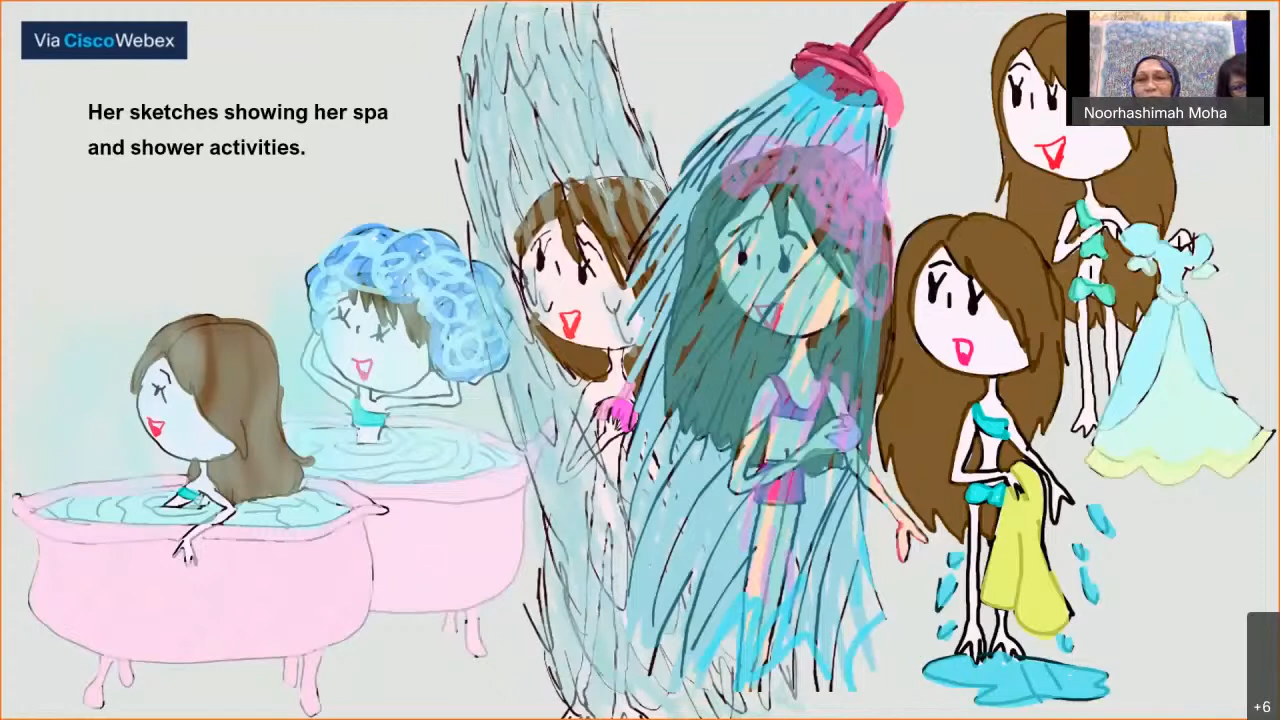 Via CiscoWebex
Her sketches showing her spa
and shower activities.
Noorhashimah Moha
+6